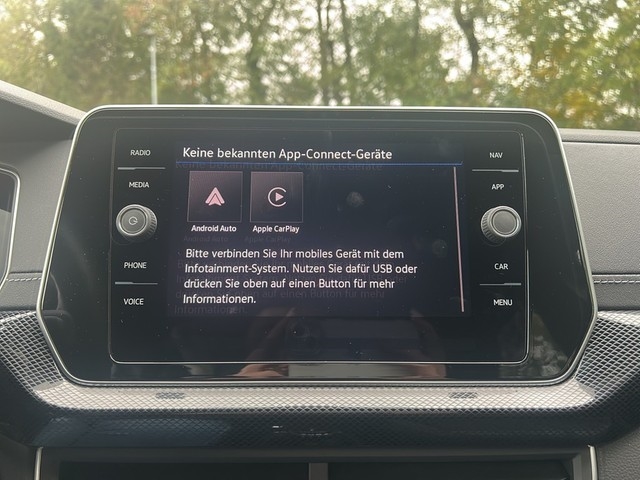 RADIO
MEDIA
PHONE
VOICE
Keine bekannten App-Connect-Geräte
Android Auto
Apple CarPlay
Bitte verbinden Sie Ihr mobiles Gerät mit dem
Infotainment-System. Nutzen Sie dafür USB oder
drücken Sie oben auf einen Button für mehr
Informationen.
NAV
APP
CAR
MENU